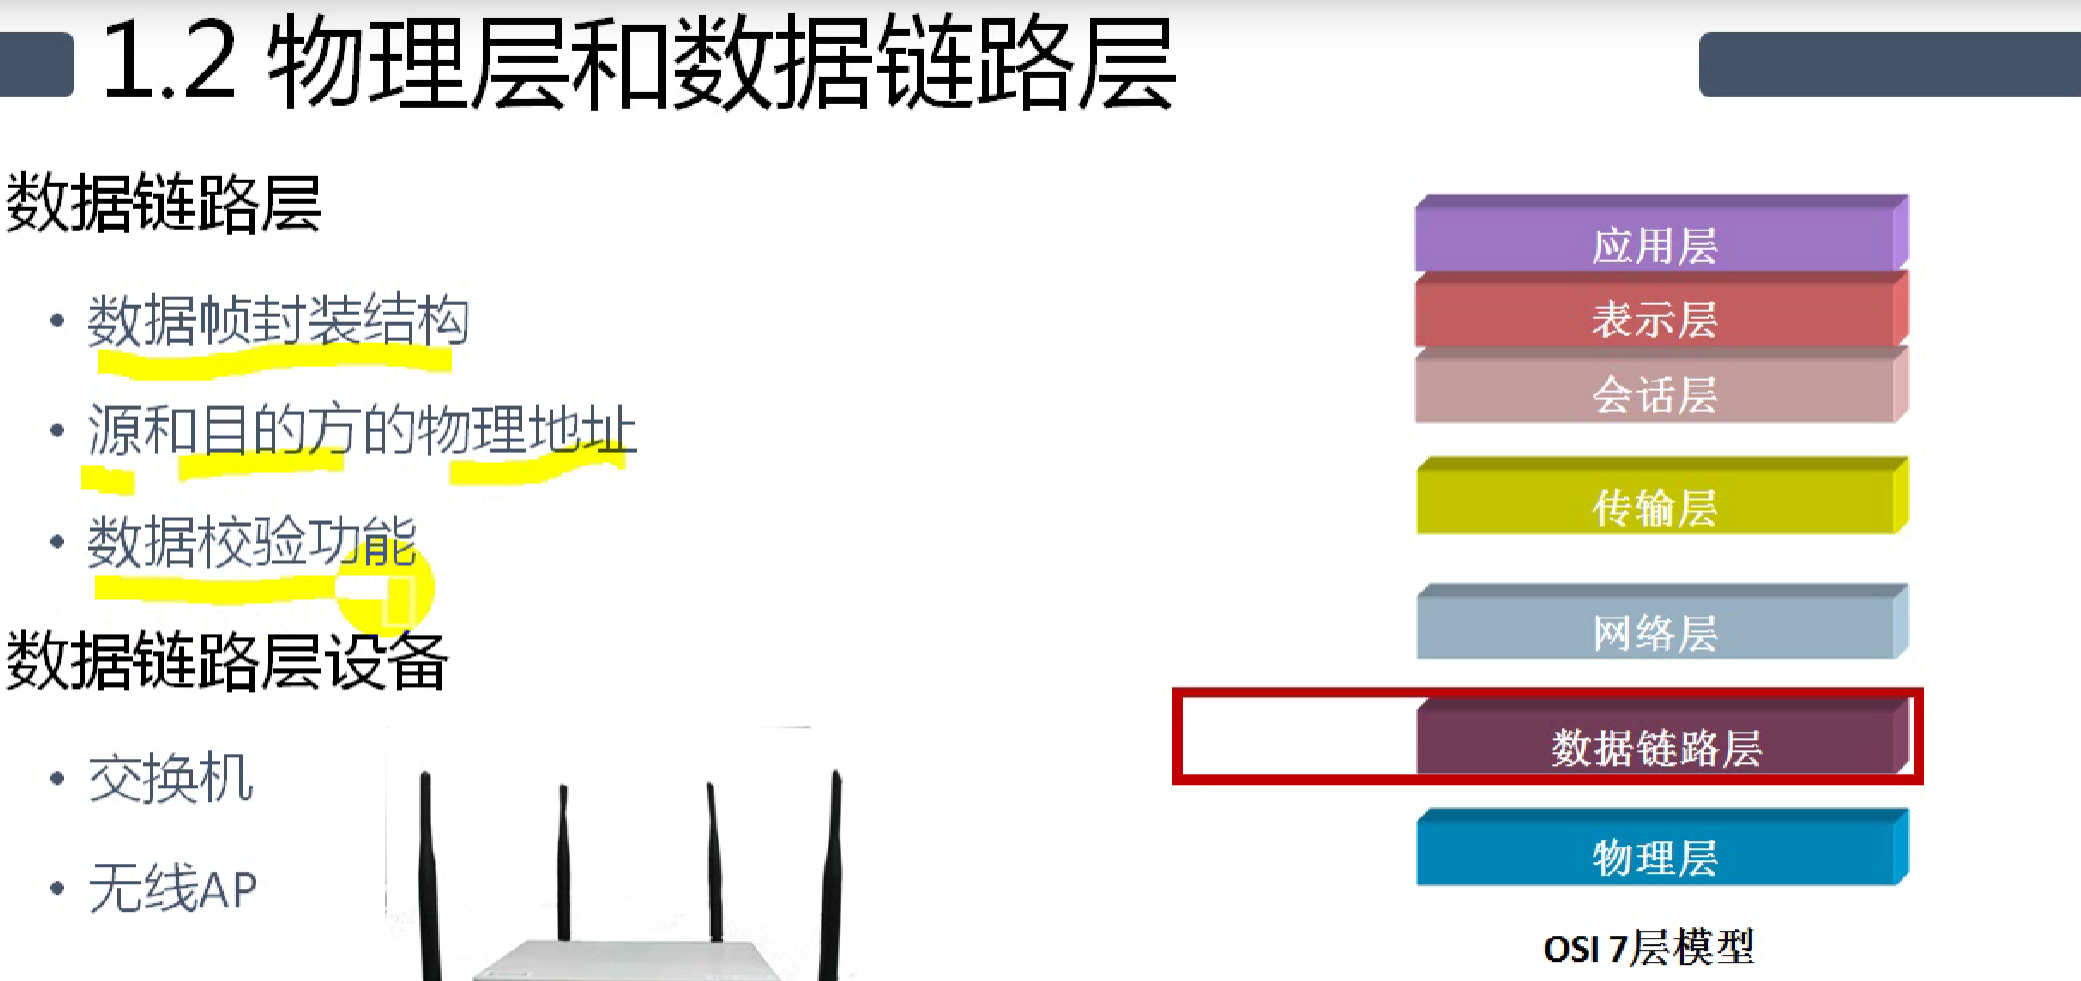 1.2 物理层和数据链路层
数据链路层
• 数据帧封装结构
• 源和目的方的物理地址
• 数据校验功能
数据链路层设备
• 交换机
• 无线AP
应用层
表示层
会话层
传输层
网络层
数据链路层
物理层
OSI 7层模型